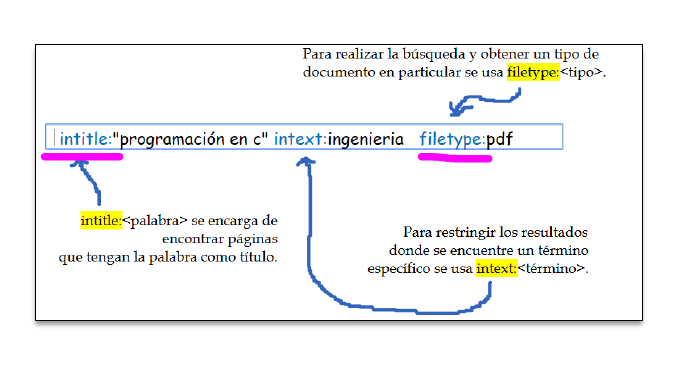 Para realizar la búsqueda y obtener un tipo de
documento en particular se usa filetype:<tipo>.
intitle:"programación en c" intext:ingenieria filetype:pdf
intitle:<palabra> se encarga de
encontrar páginas
que tengan la palabra como título.
Para restringir los resultados
donde se encuentre un término
específico se usa intext:<término>.